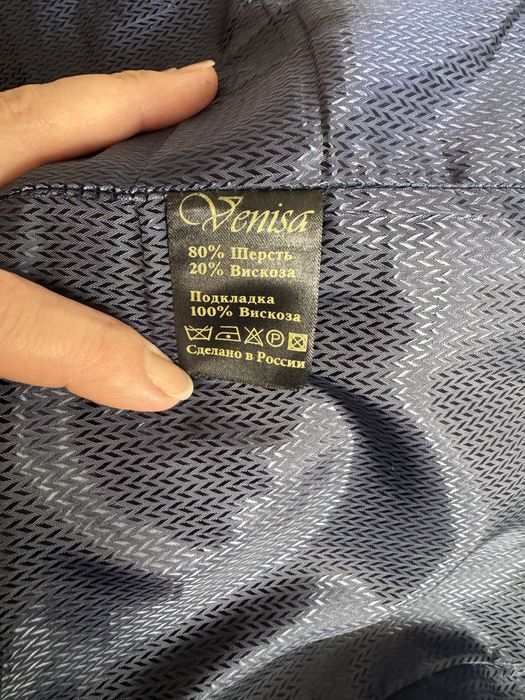 Venisa
80% Шерсть
20% Вискоза
Подкладка
100% Вискоза
P
Сделано в России